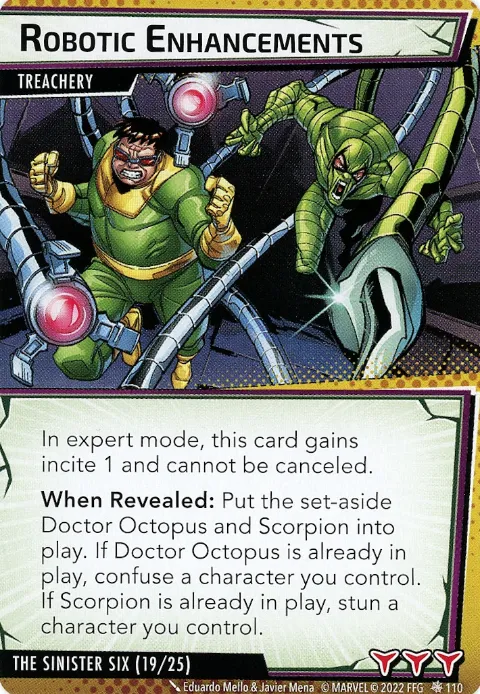 ROBOTIC ENHANCEMENTS
TREACHERY
In expert mode, this card gains
incite 1 and cannot be canceled.
When Revealed: Put the set-aside
Doctor Octopus and Scorpion into
play. If Doctor Octopus is already in
play, confuse a character you control.
If Scorpion is already in play, stun a
character you control.
THE SINISTER SIX (19/25)
Eduardo Mello & Javier Mena © MARVEL © 2022 FFG 110